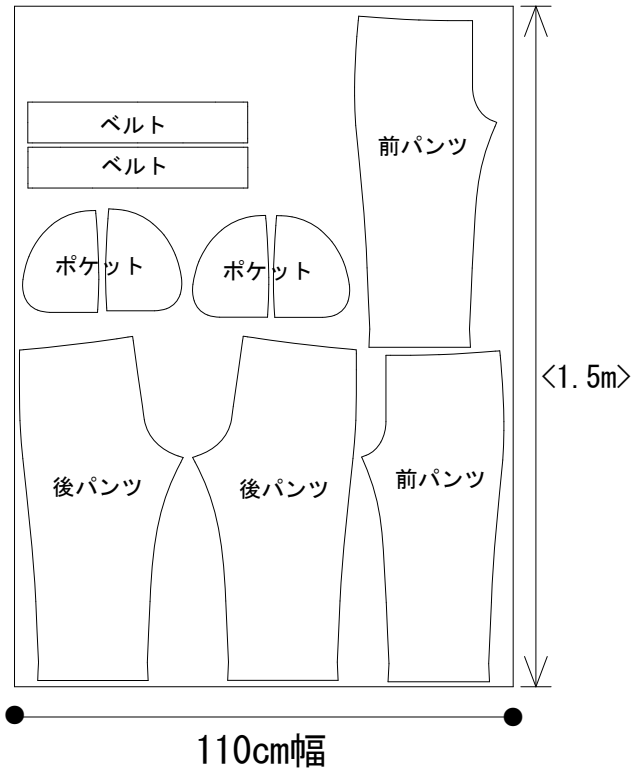 ベルト
前パンツ
ベルト
ポケット
ポケット
<1.5m>
後パンツ
後パンツ
前パンツ
110cm幅